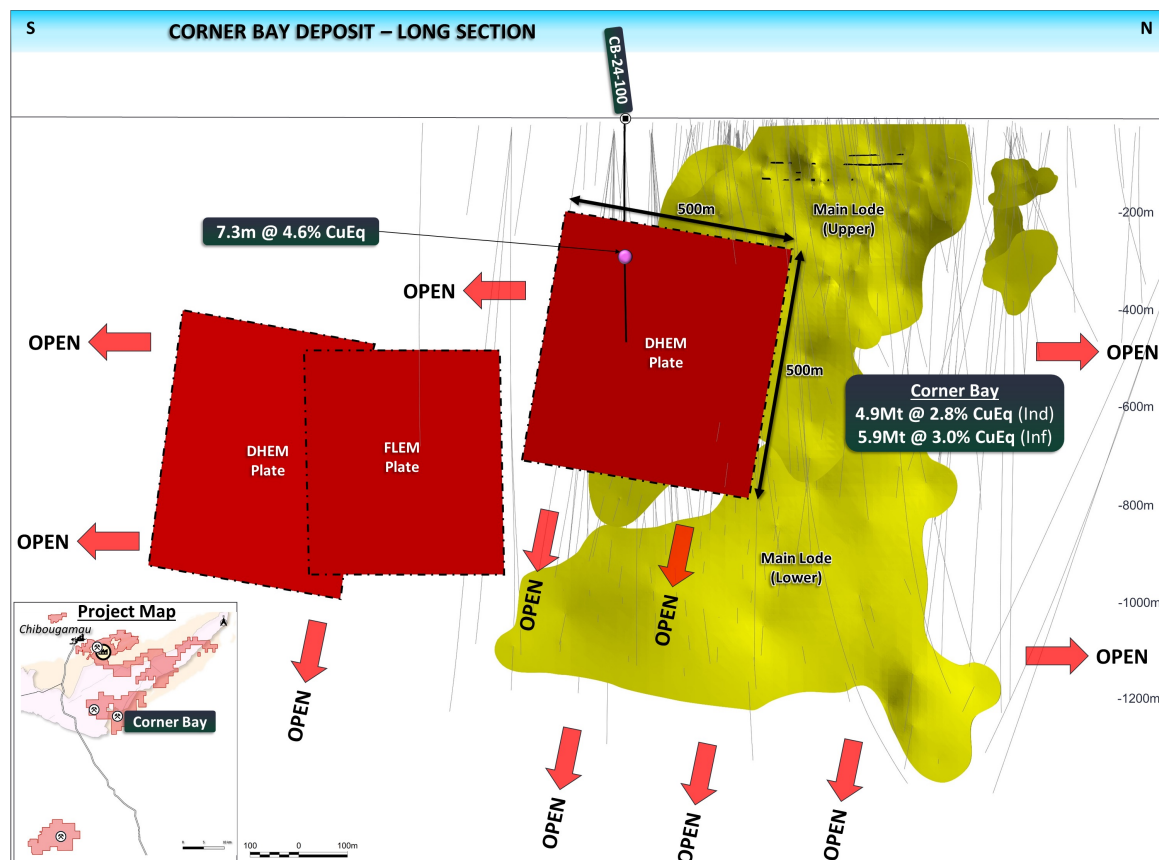 S
CORNER BAY DEPOSIT – LONG SECTION
N
CB-24-100
500m
Main Lode
(Upper)
-200m
7.3m @ 4.6% CuEq
OPEN
-400m
OPEN
DHEM
Plate
500m
OPEN
Corner Bay
4.9Mt @ 2.8% CuEq (Ind)
5.9Mt @ 3.0% CuEq (Inf)
-600m
DHEM
Plate
FLEM
Plate
-800m
OPEN
Main Lode
(Lower)
OPEN
OPEN
-1000m
OPEN
OPEN
-1200m
Project Map
Chibougamau
Corner Bay
OPEN
OPEN
OPEN
OPEN
100
0
100m